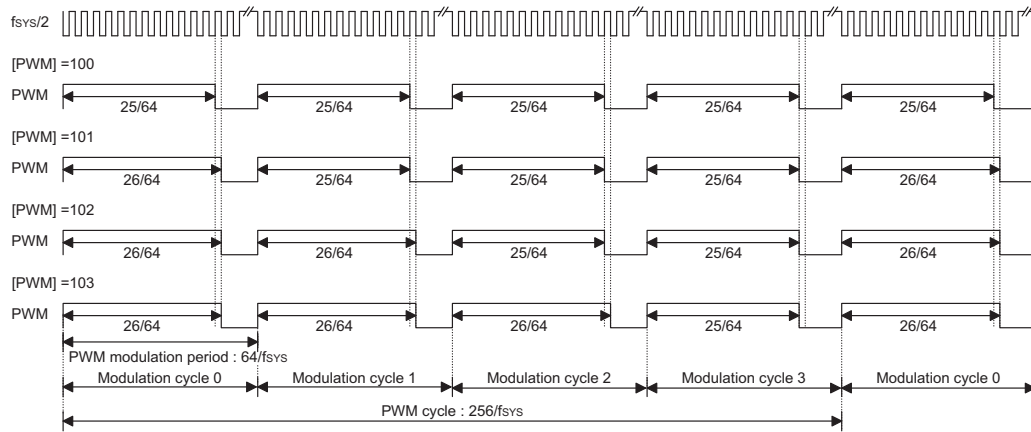 fSYS/2
[PWM] =100
PWM
25/64 25/64 25/64 25/64 25/64
[PWM] =101
PWM
26/64 25/64 25/64 25/64 26/64
[PWM] =102
PWM
26/64 26/64 25/64 25/64 26/64
[PWM] =103
PWM
26/64 26/64 26/64 25/64 26/64
PWM modulation period : 64/fSYS
Modulation cycle 0 Modulation cycle 1 Modulation cycle 2 Modulation cycle 3 Modulation cycle 0
PWM cycle : 256/fSYS